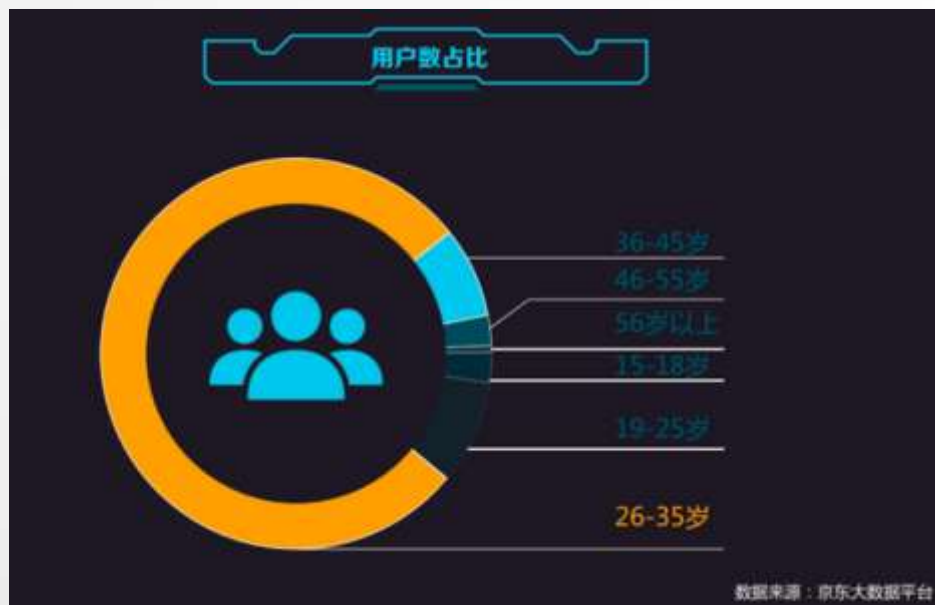 用户数占比
36-45岁
46-55岁
56岁以上
15-18岁
19-25岁
26-35岁
数据来源：京东大数据平台